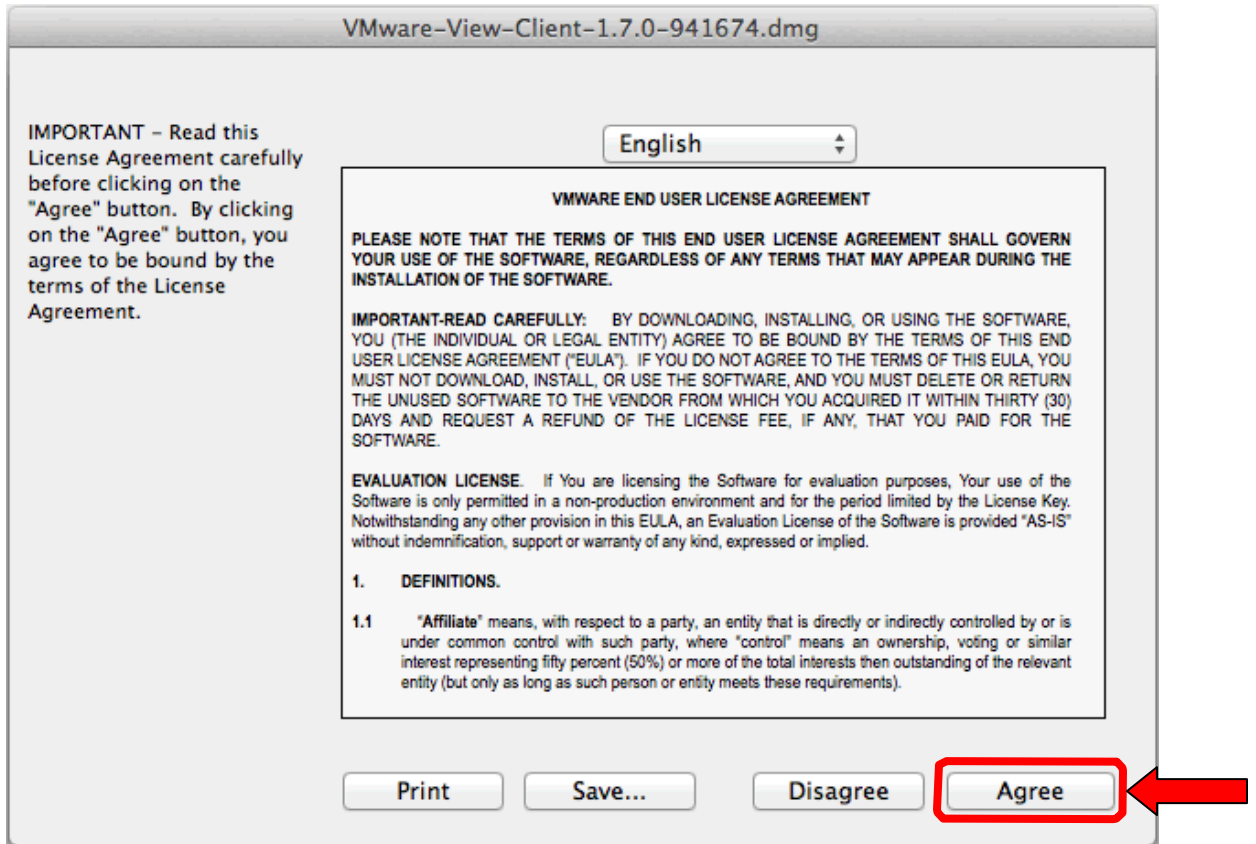 VMware-View-Client-1.7.0-941674.dmg
IMPORTANT – Read this
License Agreement carefully
before clicking on the
"Agree" button.  By clicking
on the "Agree" button, you
agree to be bound by the
terms of the License
Agreement.
English
VMWARE END USER LICENSE AGREEMENT
PLEASE NOTE THAT THE TERMS OF THIS END USER LICENSE AGREEMENT SHALL GOVERN
YOUR USE OF THE SOFTWARE, REGARDLESS OF ANY TERMS THAT MAY APPEAR DURING THE
INSTALLATION OF THE SOFTWARE.
IMPORTANT-READ CAREFULLY:   BY DOWNLOADING, INSTALLING, OR USING THE SOFTWARE,
YOU (THE INDIVIDUAL OR LEGAL ENTITY) AGREE TO BE BOUND BY THE TERMS OF THIS END
USER LICENSE AGREEMENT ("EULA").  IF YOU DO NOT AGREE TO THE TERMS OF THIS EULA, YOU
MUST NOT DOWNLOAD, INSTALL, OR USE THE SOFTWARE, AND YOU MUST DELETE OR RETURN
THE UNUSED SOFTWARE TO THE VENDOR FROM WHICH YOU ACQUIRED IT WITHIN THIRTY (30)
DAYS AND REQUEST A REFUND OF THE LICENSE FEE, IF ANY, THAT YOU PAID FOR THE
SOFTWARE.
EVALUATION LICENSE.  If You are licensing the Software for evaluation purposes, Your use of the
Software is only permitted in a non-production environment and for the period limited by the License Key.
Notwithstanding any other provision in this EULA, an Evaluation License of the Software is provided "AS-IS"
without indemnification, support or warranty of any kind, expressed or implied.
1. DEFINITIONS.
1.1 "Affiliate" means, with respect to a party, an entity that is directly or indirectly controlled by or is
under common control with such party, where "control" means an ownership, voting or similar
interest representing fifty percent (50%) or more of the total interests then outstanding of the relevant
entity (but only as long as such person or entity meets these requirements).
Print Save... Disagree Agree